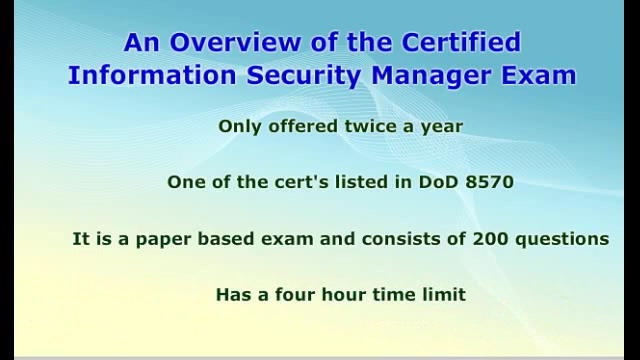 An Overview of the Certified
Information Security Manager Exam
Only offered twice a year
One of the cert's listed in DoD 8570
It is a paper based exam and consists of 200 questions
Has a four hour time limit